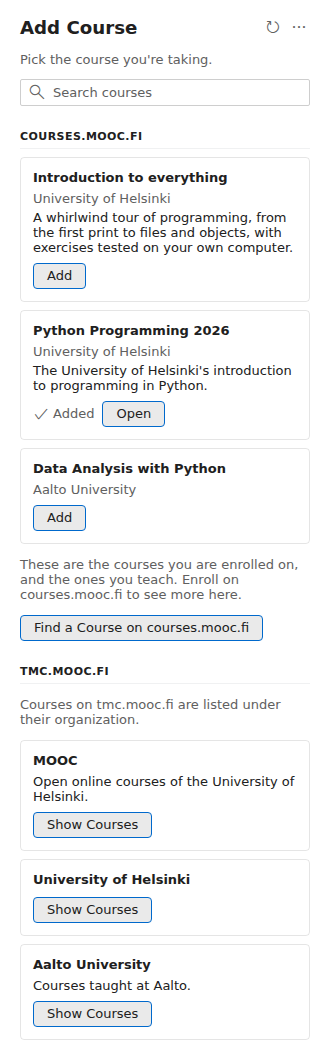 Add Course
Pick the course you're taking.
Search courses
COURSES.MOOC.FI
Introduction to everything
University of Helsinki
A whirlwind tour of programming, from
the first print to files and objects, with
exercises tested on your own computer.
Add
Python Programming 2026
University of Helsinki
The University of Helsinki's introduction
to programming in Python.
Added Open
Data Analysis with Python
Aalto University
Add
These are the courses you are enrolled on,
and the ones you teach. Enroll on
courses.mooc.fi to see more here.
Find a Course on courses.mooc.fi
TMC.MOOC.FI
Courses on tmc.mooc.fi are listed under
their organization.
MOOC
Open online courses of the University of
Helsinki.
Show Courses
University of Helsinki
Show Courses
Aalto University
Courses taught at Aalto.
Show Courses